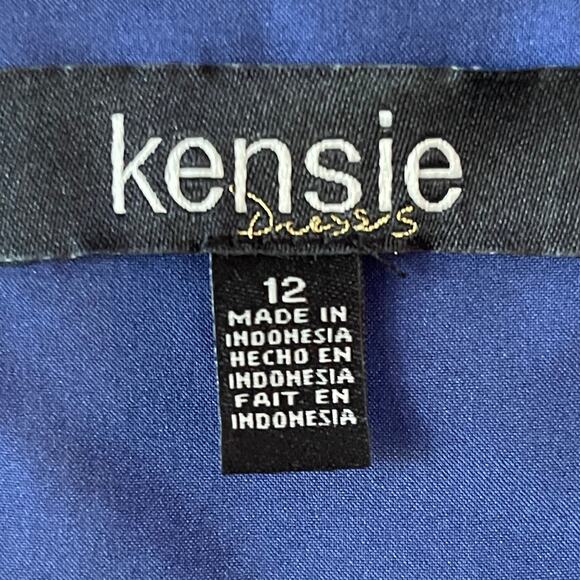 kensie
Dresses
12
MADE IN
INDONESIA
HECHO EN
INDONESIA
FAIT EN
INDONESIA